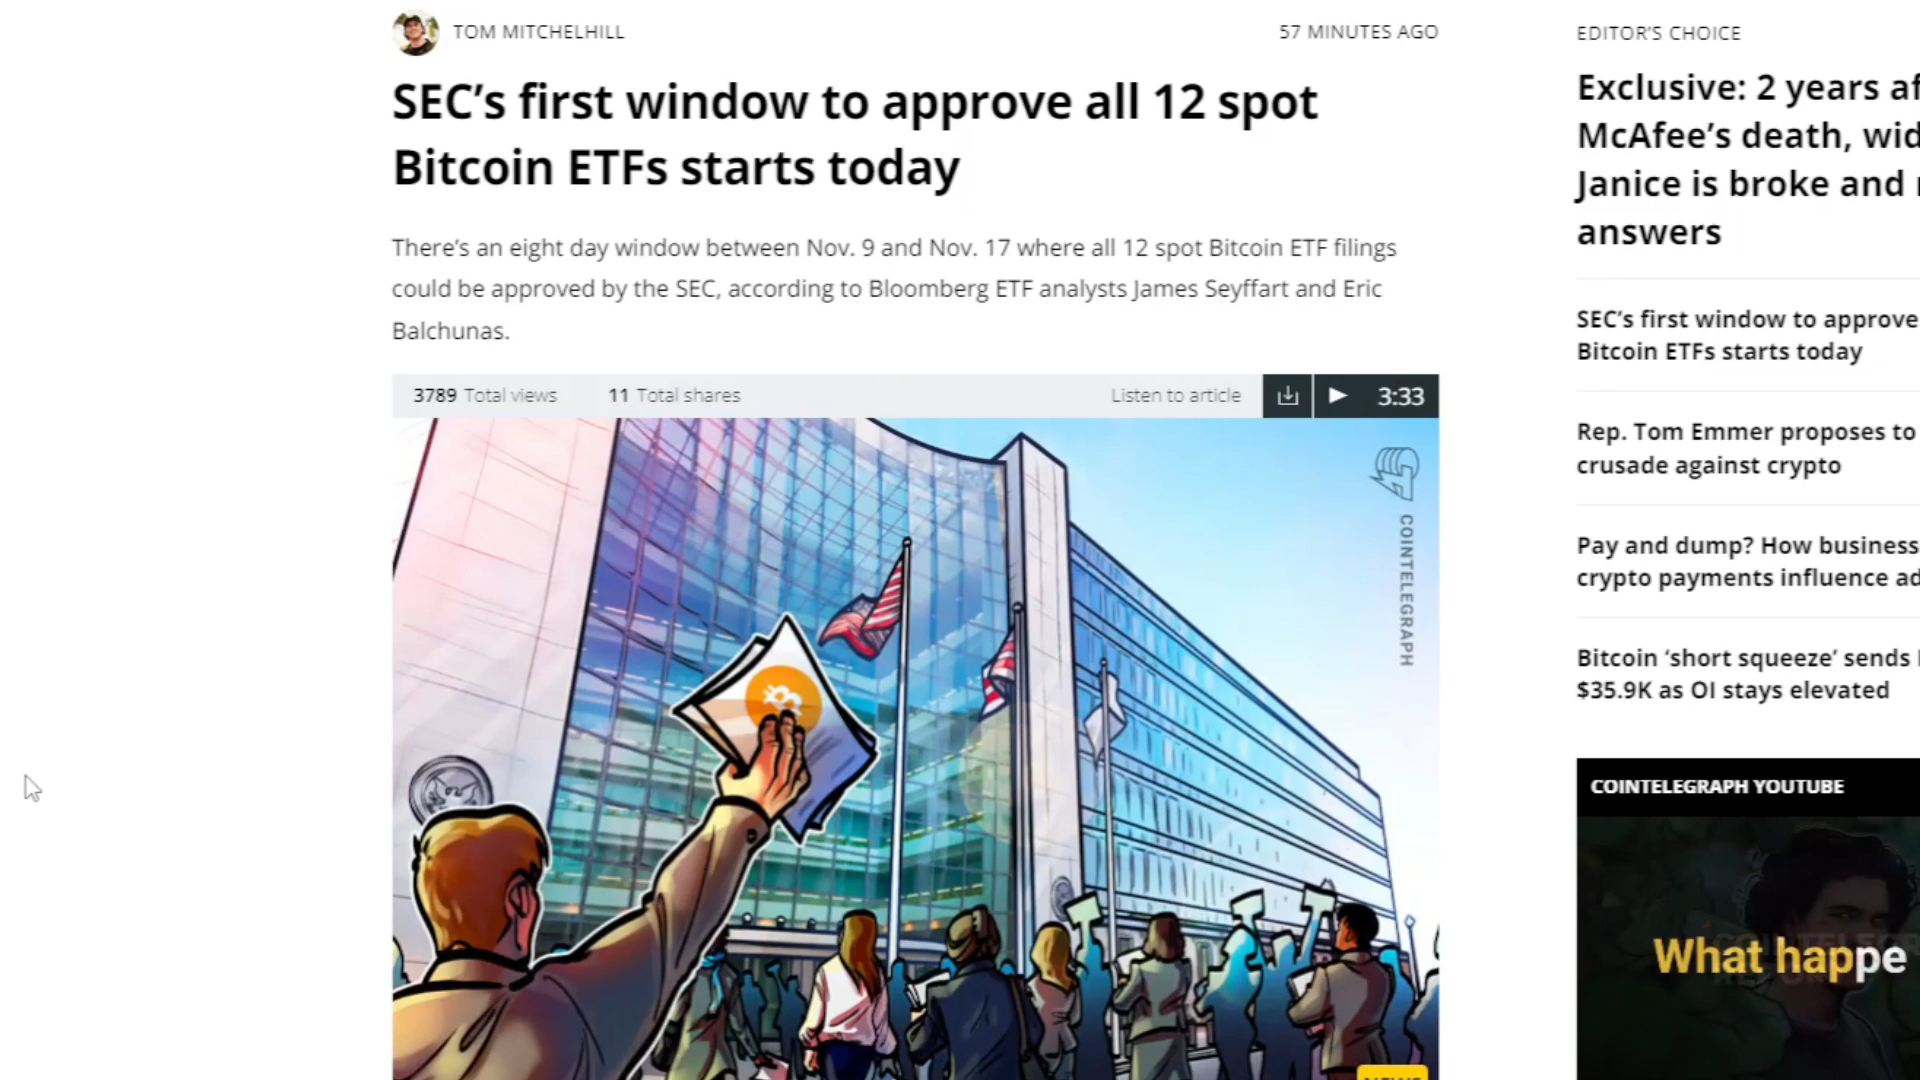 TOM MITCHELHILL
57 MINUTES AGO
SEC’s first window to approve all 12 spot
Bitcoin ETFs starts today
There’s an eight day window between Nov. 9 and Nov. 17 where all 12 spot Bitcoin ETF filings
could be approved by the SEC, according to Bloomberg ETF analysts James Seyffart and Eric
Balchunas.
3789 Total views
11 Total shares
Listen to article
3:33
COINTELEGRAPH
NEWS
EDITOR’S CHOICE
Exclusive: 2 years
McAfee’s death,
Janice is broke and
answers
SEC’s first window to approve
Bitcoin ETFs starts today
Rep. Tom Emmer proposes to
crusade against crypto
Pay and dump? How business
crypto payments influence
Bitcoin ‘short squeeze’ sends
$35.9K as OI stays elevated
COINTELEGRAPH YOUTUBE
What happe